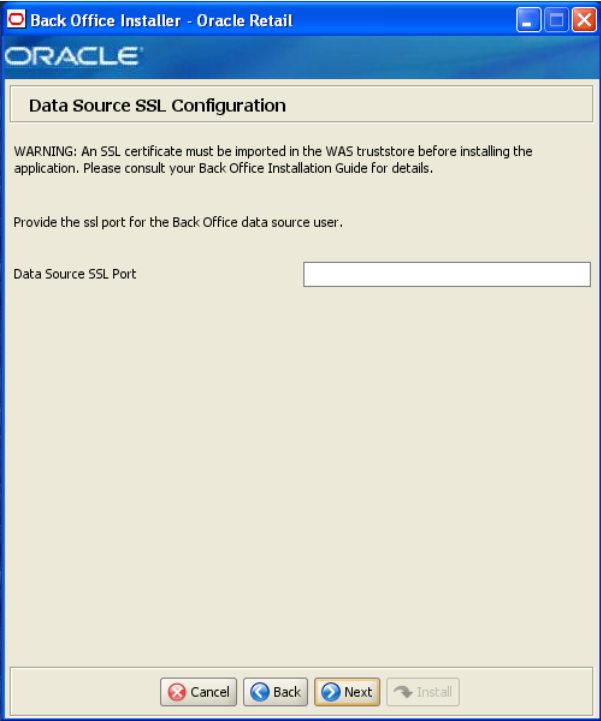 Back Office Installer - Oracle Retail
ORACLE
Data Source SSL Configuration
WARNING: An SSL certificate must be imported in the WAS truststore before installing the
application. Please consult your Back Office Installation Guide for details.
Provide the ssl port for the Back Office data source user.
Data Source SSL Port
Cancel Back Next Install